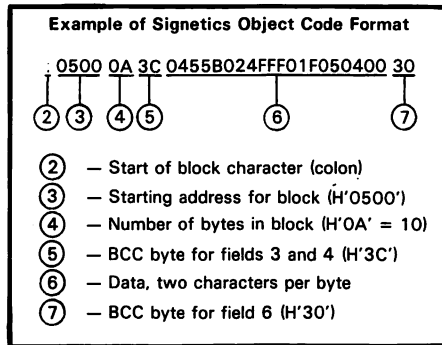 Example of Signetics Object Code Format
: 0500 0A 3C 0455B024FFF01F050400 30
2 3 4 5 6 7
2 — Start of block character (colon)
3 — Starting address for block (H'0500')
4 — Number of bytes in block (H'0A' = 10)
5 — BCC byte for fields 3 and 4 (H'3C')
6 — Data, two characters per byte
7 — BCC byte for field 6 (H'30')